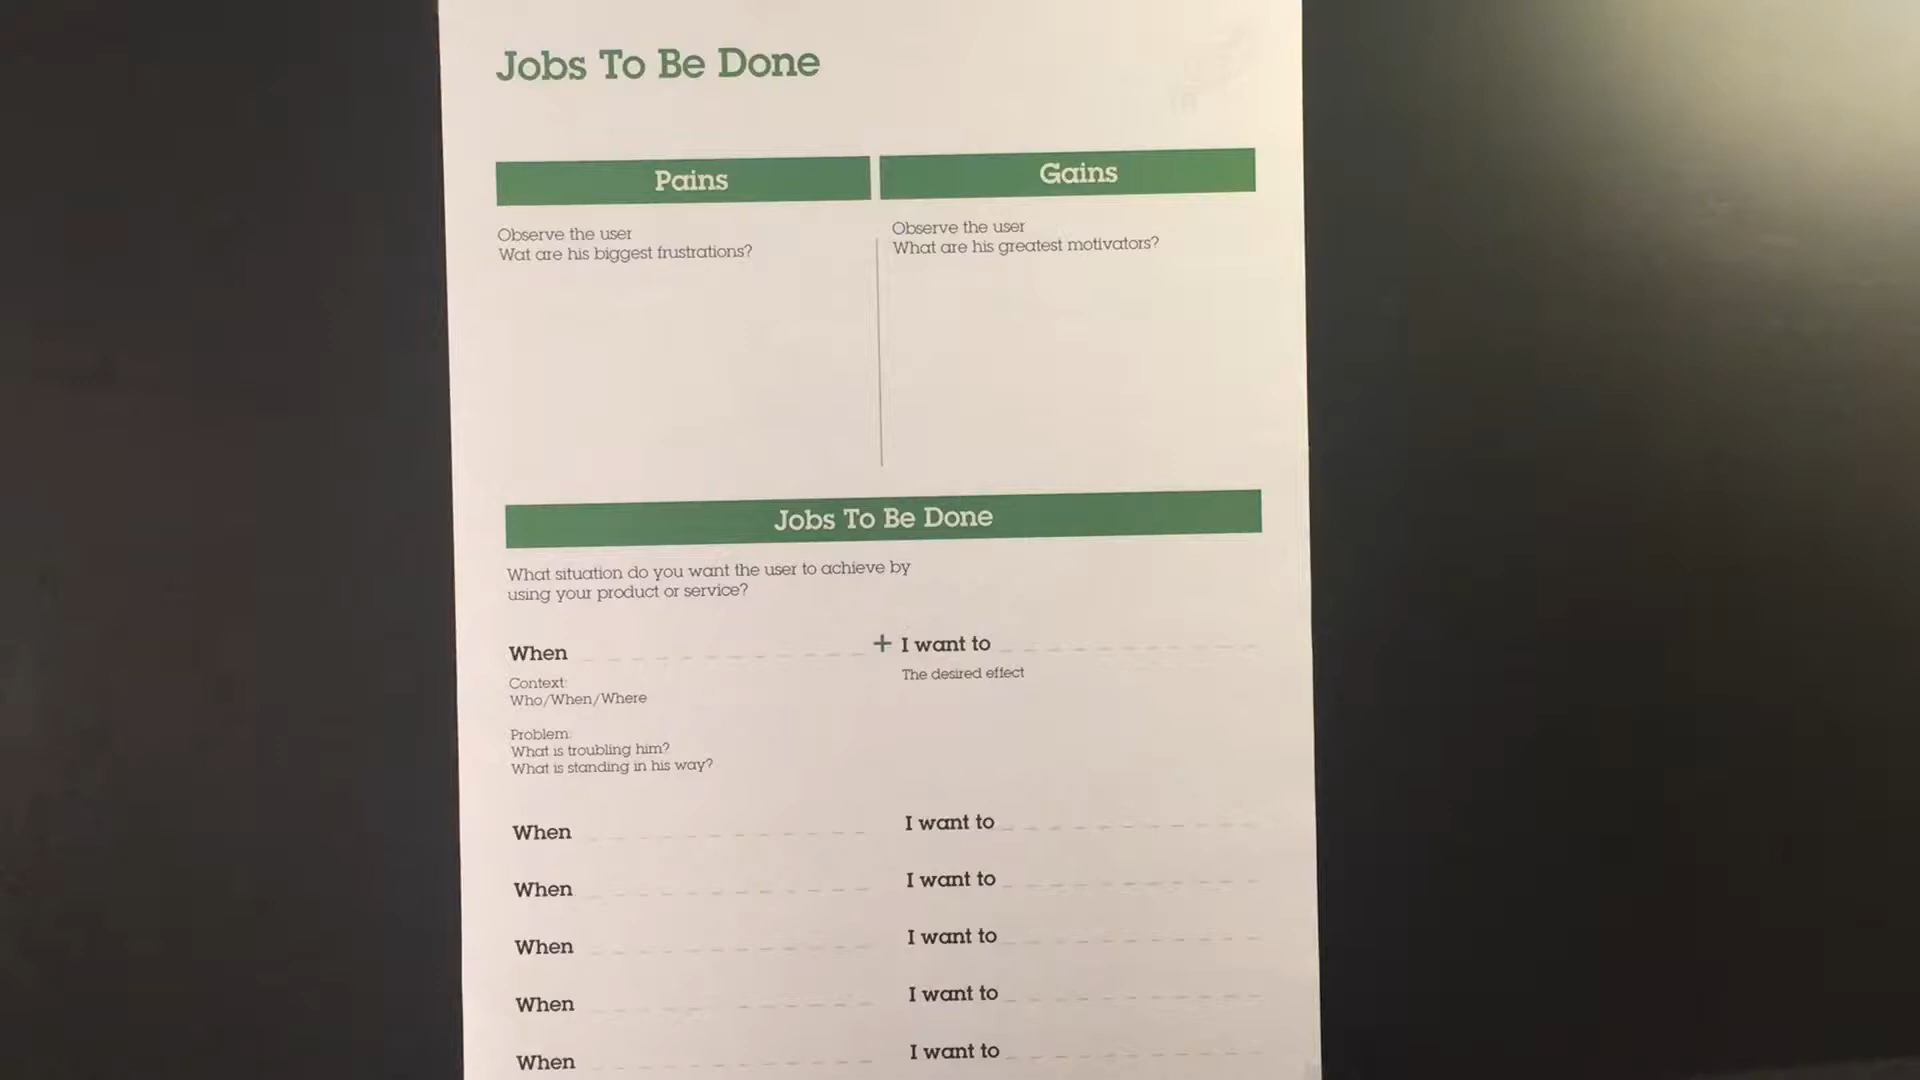 Jobs To Be Done
Pains
Gains
Observe the user
Wat are his biggest frustrations?
Observe the user
What are his greatest motivators?
Jobs To Be Done
What situation do you want the user to achieve by
using your product or service?
When
+ I want to
Context:
Who/When/Where
The desired effect
Problem:
What is troubling him?
What is standing in his way?
When
I want to
When
I want to
When
I want to
When
I want to
When
I want to